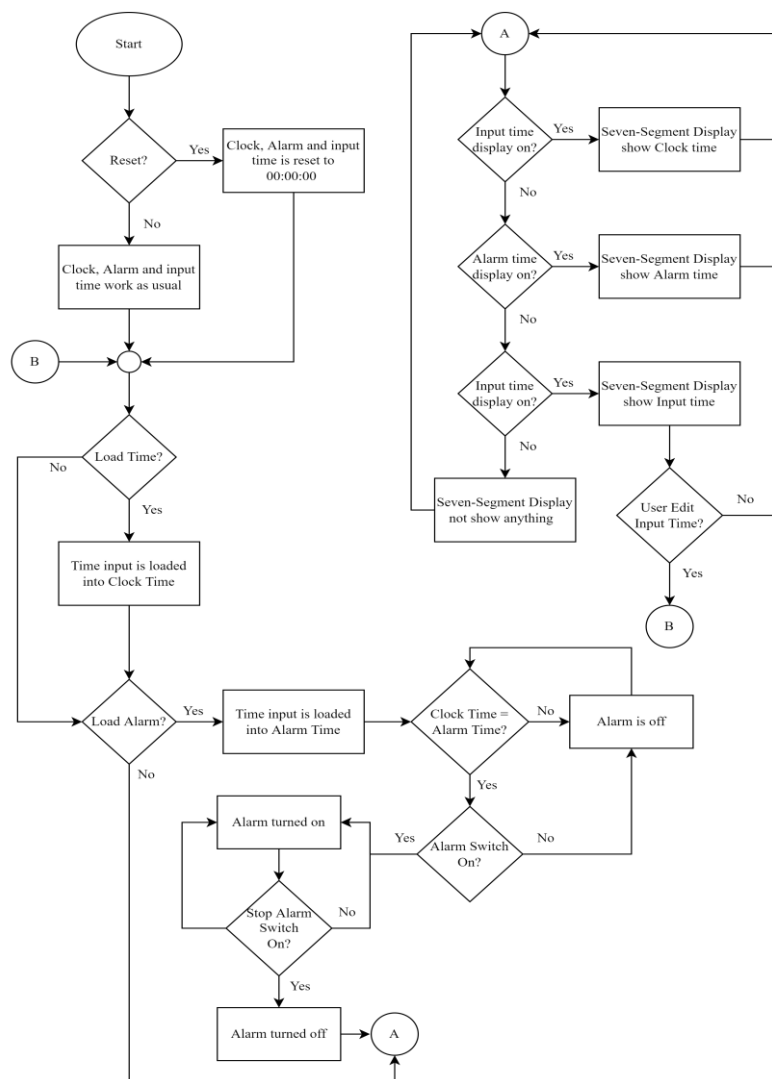 Start
Reset?
Yes
Clock, Alarm and input
time is reset to
00:00:00
No
Clock, Alarm and input
time work as usual
B
Load Time?
No
Yes
Time input is loaded
into Clock Time
Load Alarm?
Yes
No
Time input is loaded
into Alarm Time
Clock Time =
Alarm Time?
No
Alarm is off
Yes
Alarm Switch
On?
Yes
No
Alarm turned on
Stop Alarm
Switch
On?
No
Yes
Alarm turned off
A
A
Input time
display on?
Yes
Seven-Segment Display
show Clock time
No
Alarm time
display on?
Yes
Seven-Segment Display
show Alarm time
No
Input time
display on?
Yes
Seven-Segment Display
show Input time
No
Seven-Segment Display
not show anything
User Edit
Input Time?
No
Yes
B